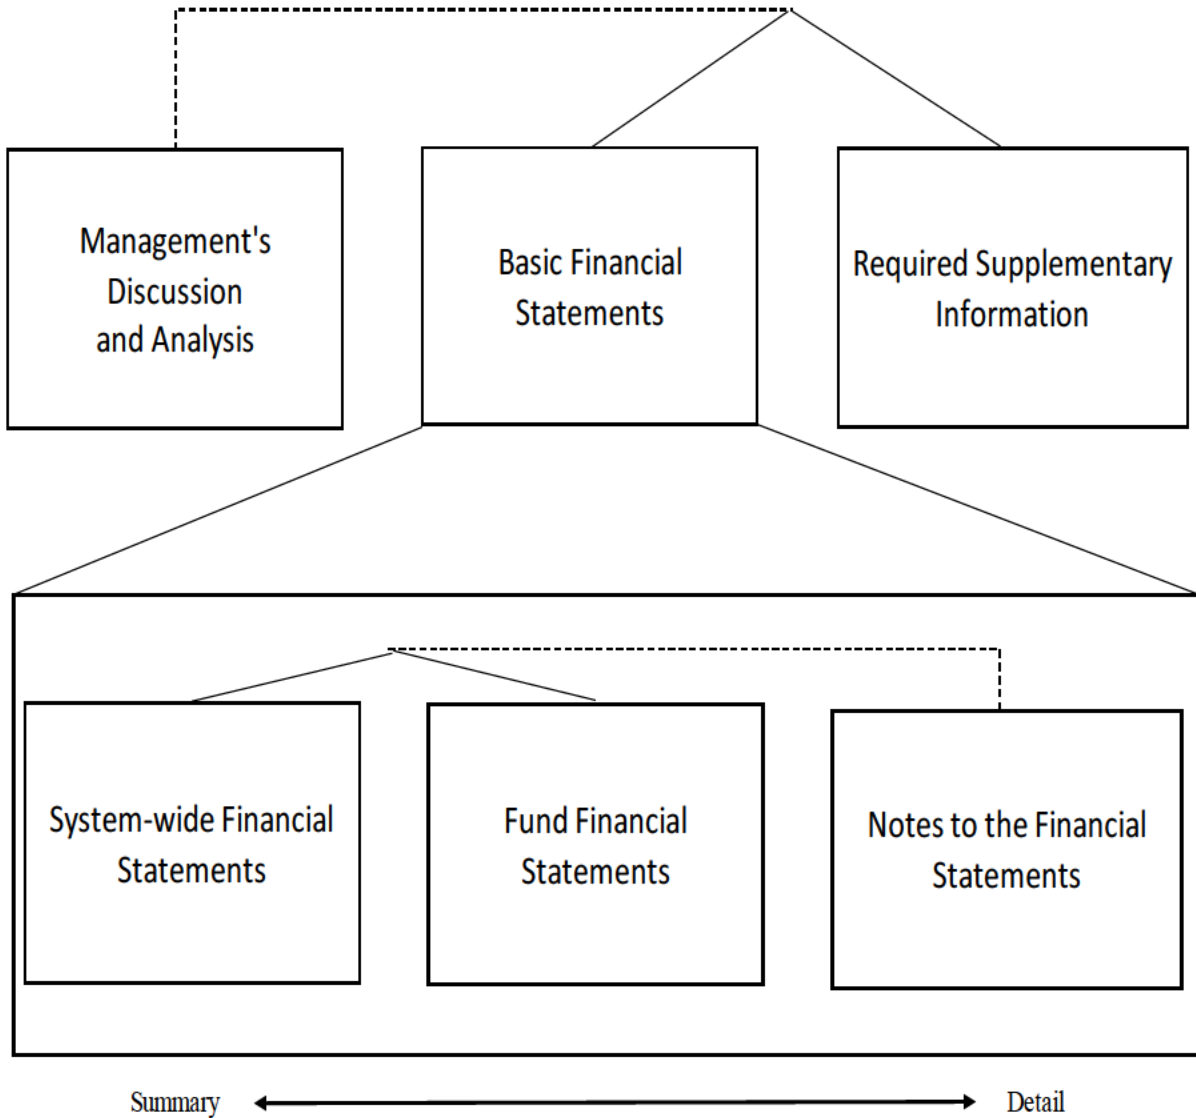 Management's
Discussion
and Analysis
Basic Financial
Statements
Required Supplementary
Information
System-wide Financial
Statements
Fund Financial
Statements
Notes to the Financial
Statements
Summary
Detail